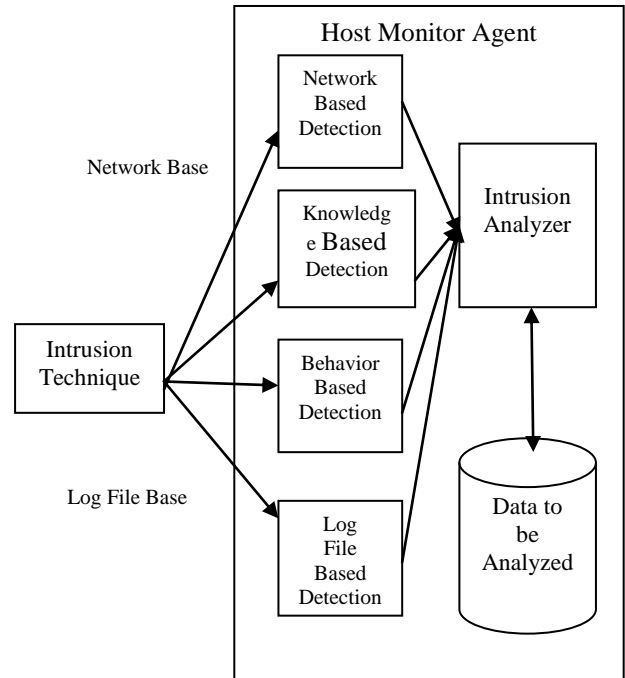 Host Monitor Agent
Network
Based
Detection
Network Base
Knowledg
e Based
Detection
Intrusion
Analyzer
Intrusion
Technique
Behavior
Based
Detection
Log File Base
Log
File
Based
Detection
Data to
be
Analyzed